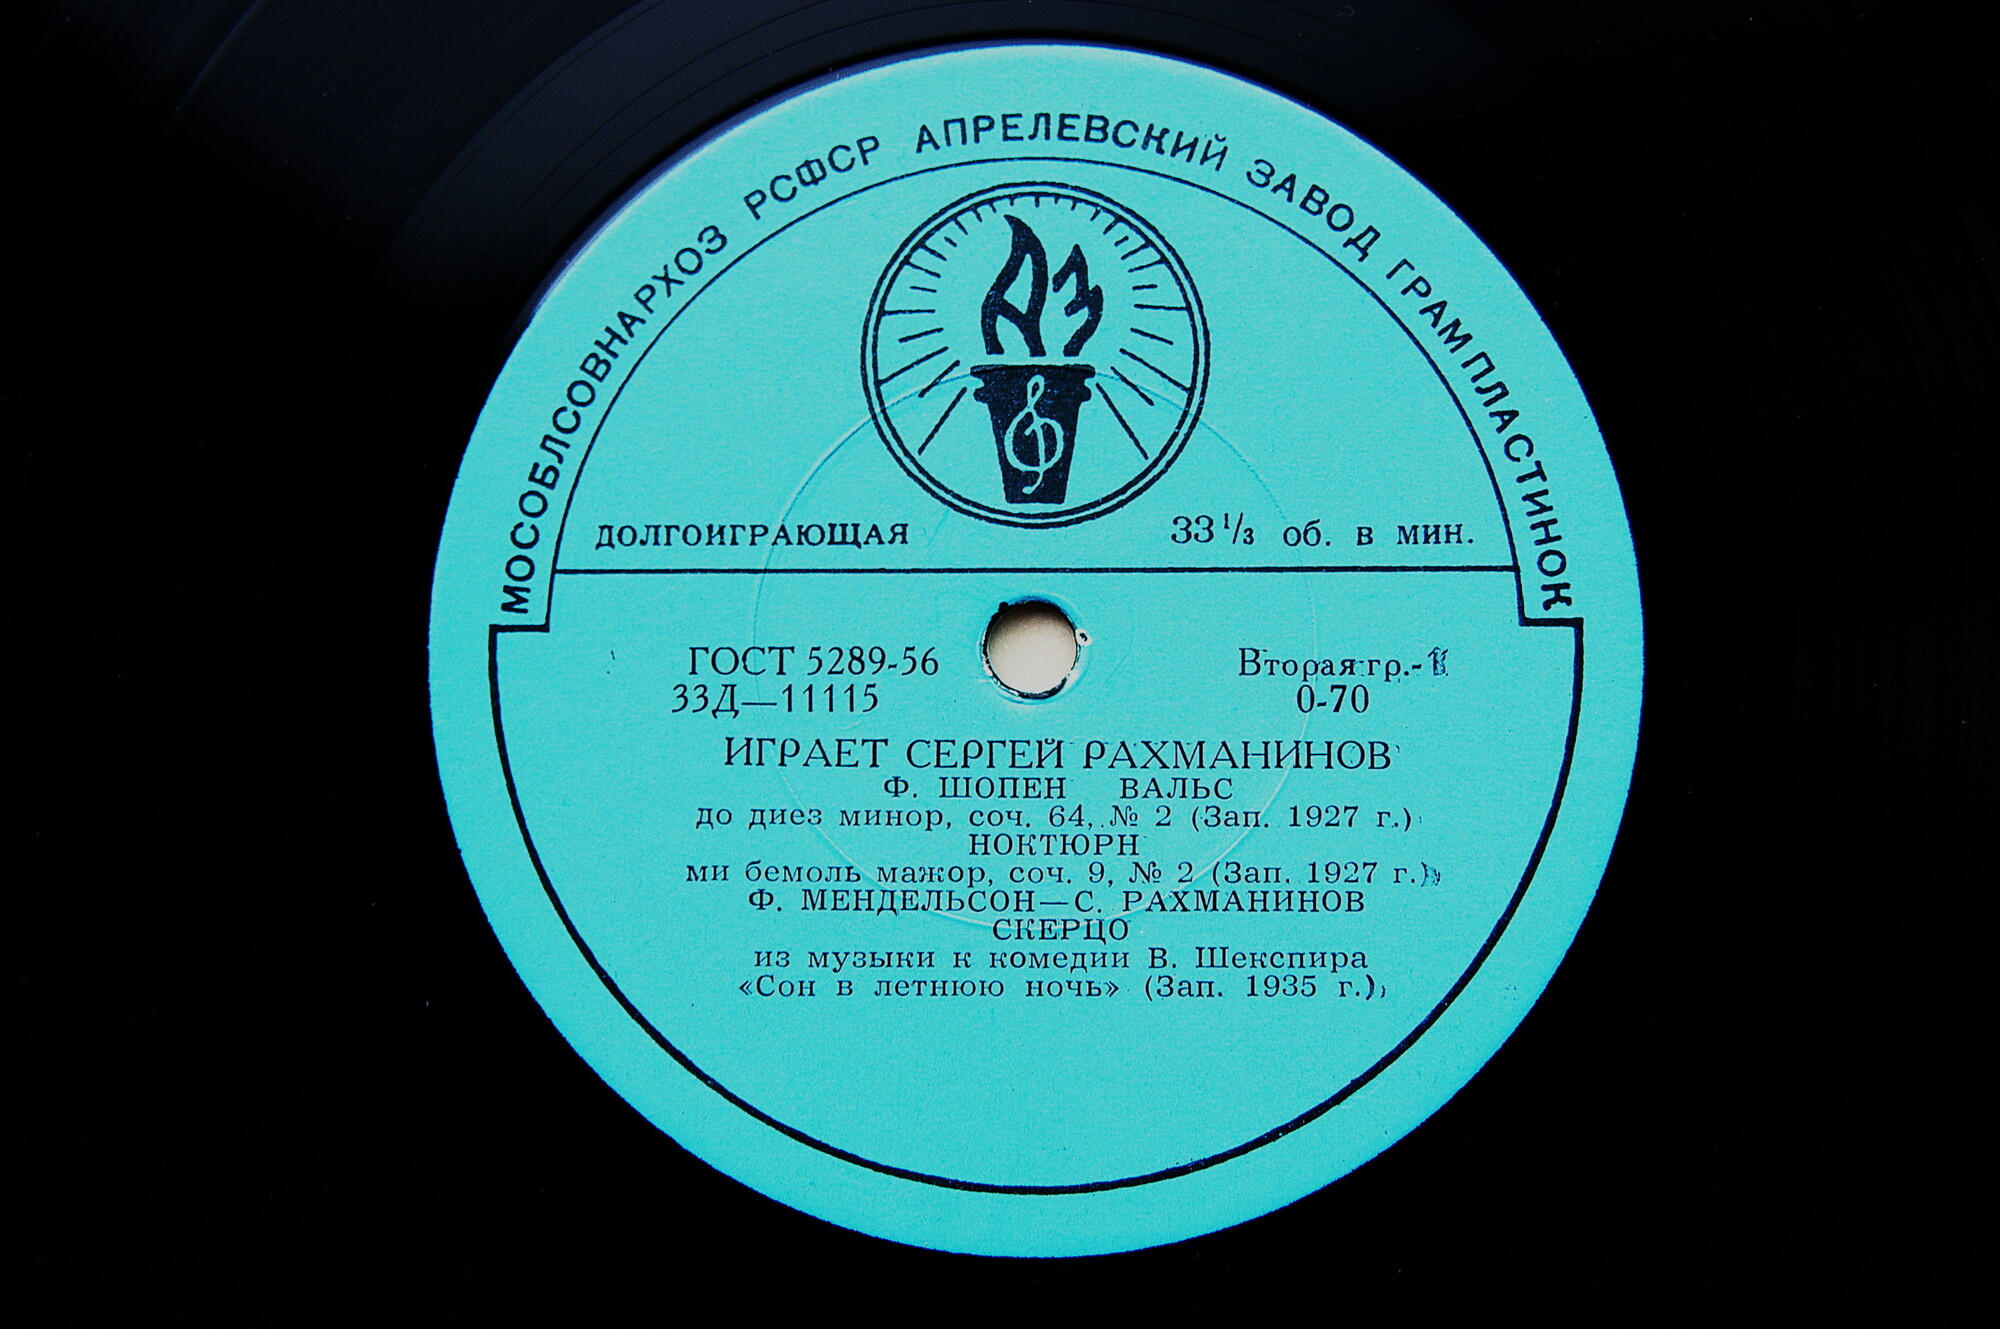 МОСОБЛСОВНАРХОЗ РСФСР АПРЕЛЕВСКИЙ ЗАВОД ГРАМПЛАСТИНОК
АЗ
ДОЛГОИГРАЮЩАЯ 33 1/3 об. в мин.
ГОСТ 5289-56 Вторая гр.-
33Д—11115 0-70
ИГРАЕТ СЕРГЕЙ РАХМАНИНОВ
Ф. ШОПЕН ВАЛЬС
до диез минор, соч. 64, № 2 (Зап. 1927 г.)
НОКТЮРН
ми бемоль мажор, соч. 9, № 2 (Зап. 1927 г.)
Ф. МЕНДЕЛЬСОН—С. РАХМАНИНОВ
СКЕРЦО
из музыки к комедии В. Шекспира
«Сон в летнюю ночь» (Зап. 1935 г.)